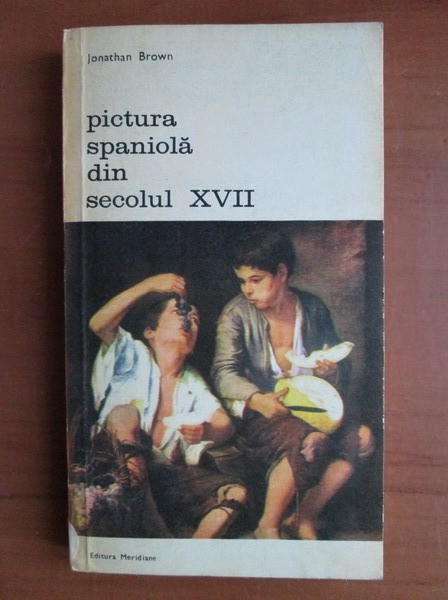 Jonathan Brown
pictura
spaniolă
din
secolul XVII
Editura Meridiane